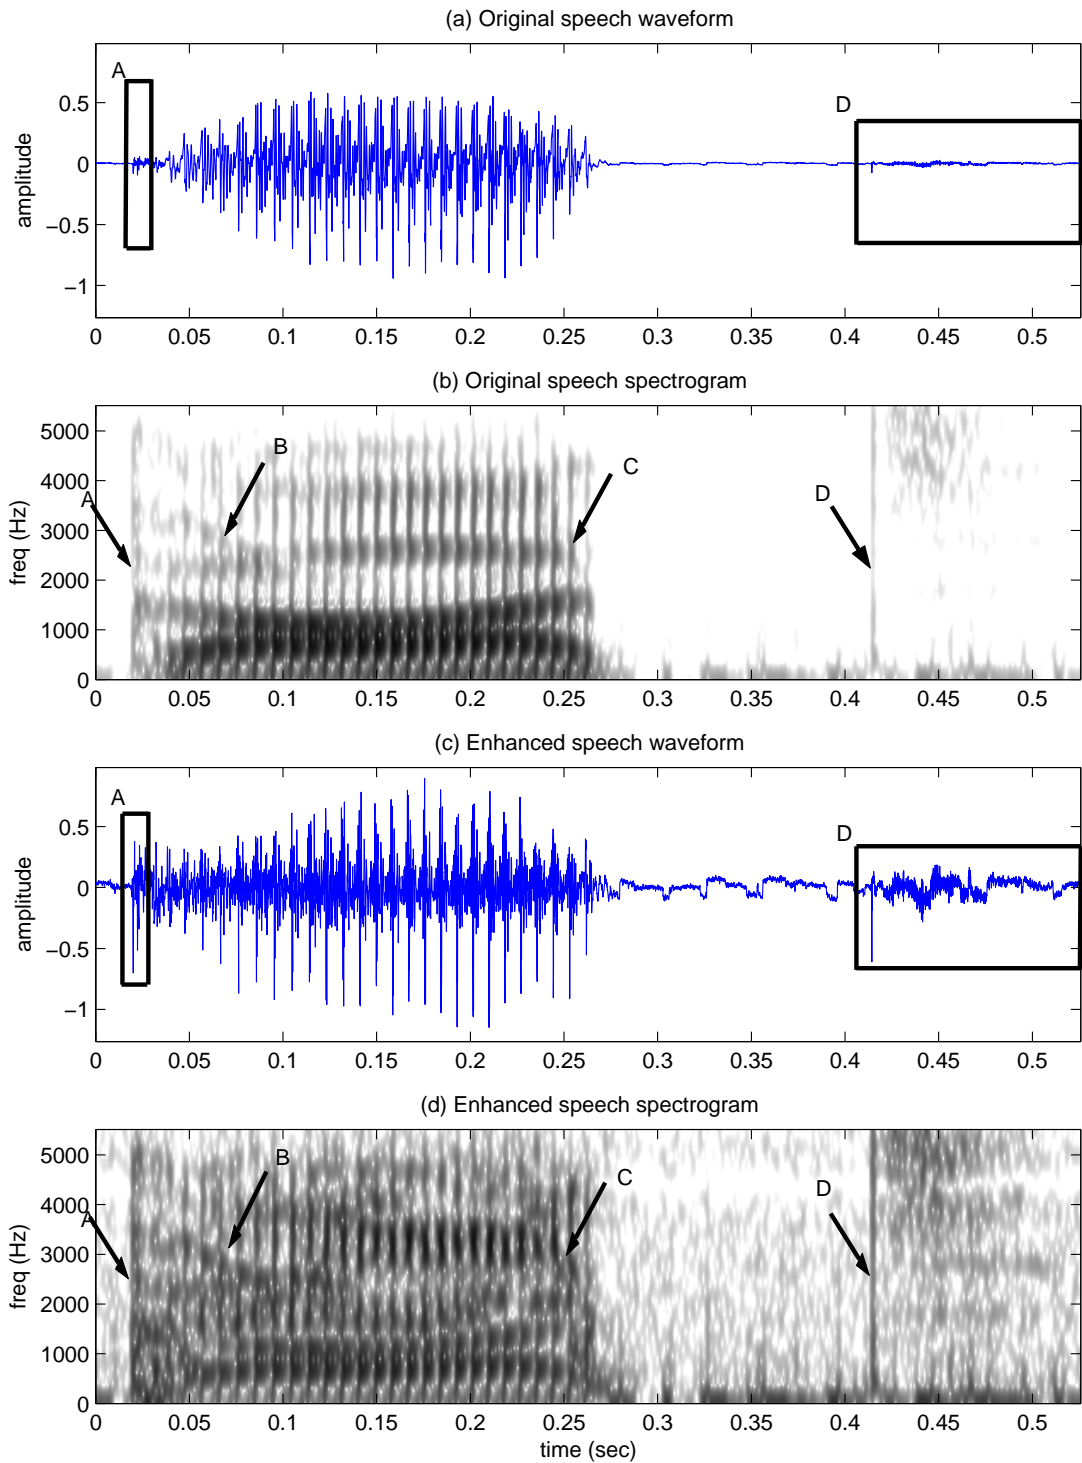 (a) Original speech waveform
A
D
0.5
0
−0.5
−1
amplitude
0 0.05 0.1 0.15 0.2 0.25 0.3 0.35 0.4 0.45 0.5
(b) Original speech spectrogram
5000
4000
3000
2000
1000
0
freq (Hz)
A
B
C
D
0 0.05 0.1 0.15 0.2 0.25 0.3 0.35 0.4 0.45 0.5
(c) Enhanced speech waveform
A
D
0.5
0
−0.5
−1
amplitude
0 0.05 0.1 0.15 0.2 0.25 0.3 0.35 0.4 0.45 0.5
(d) Enhanced speech spectrogram
5000
4000
3000
2000
1000
0
freq (Hz)
A
B
C
D
0 0.05 0.1 0.15 0.2 0.25 0.3 0.35 0.4 0.45 0.5
time (sec)